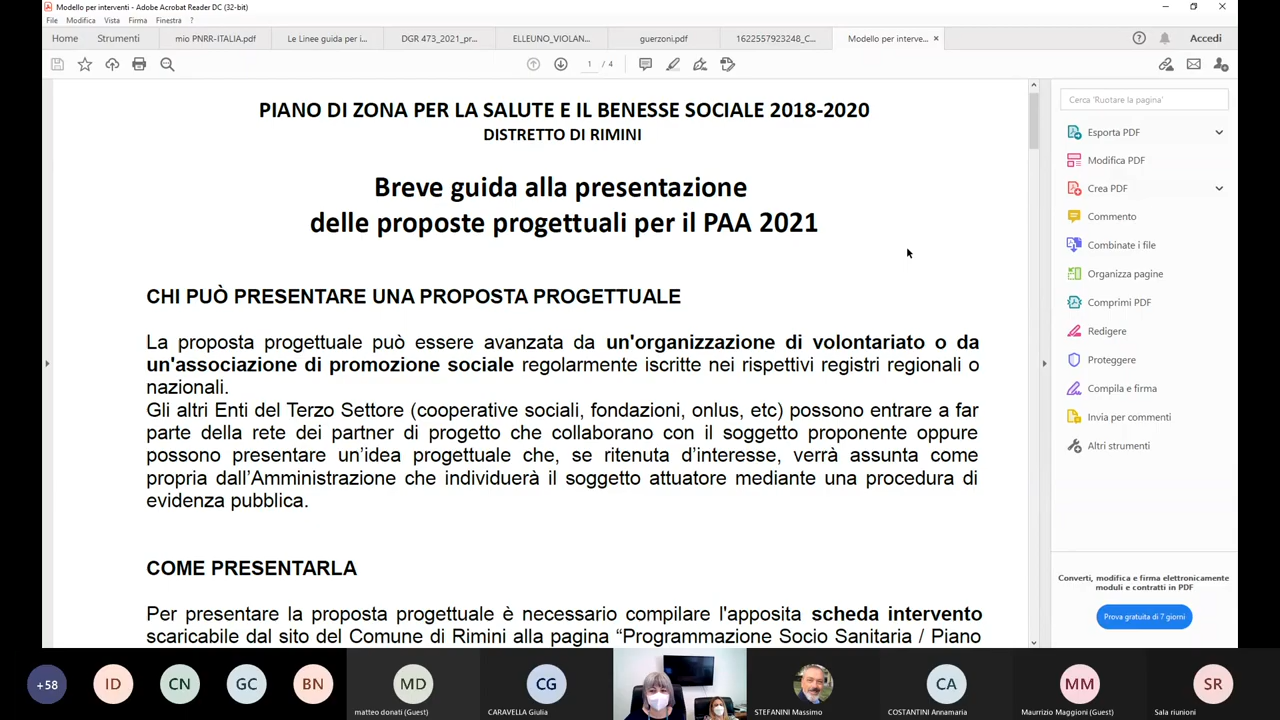 Modello per interventi - Adobe Acrobat Reader DC (32-bit)
File Modifica Vista Firma Finestra ?
Home Strumenti mio PNRR-ITALIA.pdf Le Linee guida per i... DGR 473_2021_pr... ELLEUNO_VIOLAN... guerzoni.pdf 1622557923248_C... Modello per interve... × Accedi
1 / 4
Cerca 'Ruotare la pagina'
Esporta PDF
Modifica PDF
Crea PDF
Commento
Combinate i file
Organizza pagine
Comprimi PDF
Redigere
Proteggere
Compila e firma
Invia per commenti
Altri strumenti
Converti, modifica e firma elettronicamente
moduli e contratti in PDF
Prova gratuita di 7 giorni
PIANO DI ZONA PER LA SALUTE E IL BENESSE SOCIALE 2018-2020
DISTRETTO DI RIMINI
Breve guida alla presentazione
delle proposte progettuali per il PAA 2021
CHI PUÒ PRESENTARE UNA PROPOSTA PROGETTUALE
La proposta progettuale può essere avanzata da un'organizzazione di volontariato o da
un'associazione di promozione sociale regolarmente iscritte nei rispettivi registri regionali o
nazionali.
Gli altri Enti del Terzo Settore (cooperative sociali, fondazioni, onlus, etc) possono entrare a far
parte della rete dei partner di progetto che collaborano con il soggetto proponente oppure
possono presentare un’idea progettuale che, se ritenuta d’interesse, verrà assunta come
propria dall’Amministrazione che individuerà il soggetto attuatore mediante una procedura di
evidenza pubblica.
COME PRESENTARLA
Per presentare la proposta progettuale è necessario compilare l'apposita scheda intervento
scaricabile dal sito del Comune di Rimini alla pagina “Programmazione Socio Sanitaria / Piano
+58 ID CN GC BN MD CG CA MM SR
matteo donati (Guest) CARAVELLA Giulia STEFANINI Massimo COSTANTINI Annamaria Maurizio Maggioni (Guest) Sala riunioni